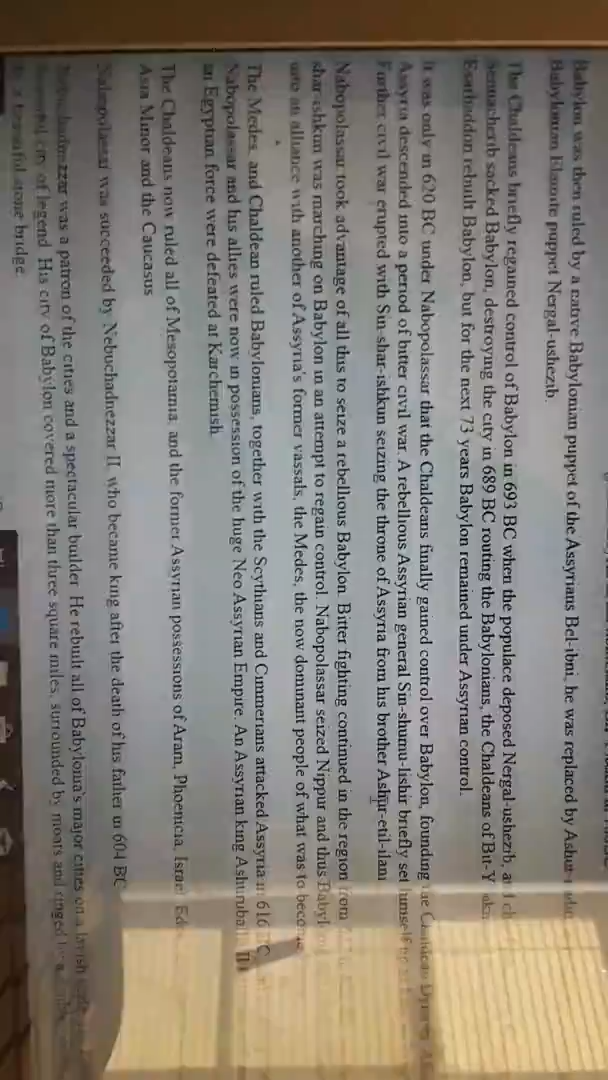 Babylon was then ruled by a native Babylonian puppet of the Assyrians Bel-ibni, he was replaced by
Babylonian Elamite puppet Nergal-ushezib.
The Chaldeans briefly regained control of Babylon in 693 BC when the populace deposed Nergal-ushezib,
Sennacherib sacked Babylon, destroying the city in 689 BC routing the Babylonians, the Chaldeans of
Esarhaddon rebuilt Babylon, but for the next 73 years Babylon remained under Assyrian control.
It was only in 620 BC under Nabopolassar that the Chaldeans finally gained control over Babylon, founding
Assyria descended into a period of bitter civil war. A rebellious Assyrian general Sin-shumu-lishir briefly set himself
Further civil war erupted with Sin-shar-ishkun seizing the throne of Assyria from his brother Ashur-etil-ilani
Nabopolassar took advantage of all this to seize a rebellious Babylon. Bitter fighting continued in the region from
shar-ishkun was marching on Babylon in an attempt to regain control. Nabopolassar seized Nippur and thus
into an alliance with another of Assyria's former vassals, the Medes, the now dominant people of what was to become
The Medes and Chaldean ruled Babylonians, together with the Scythians and Cimmerians attacked Assyria in 616
Nabopolassar and his allies were now in possession of the huge Neo Assyrian Empire. An Assyrian king
an Egyptian force were defeated at Karchemish
The Chaldeans now ruled all of Mesopotamia, and the former Assyrian possessions of Aram, Phoenicia, Israel,
Asia Minor and the Caucasus
Nabopolassar was succeeded by Nebuchadnezzar II, who became king after the death of his father in 604 BC
was a patron of the cities and a spectacular builder He rebuilt all of Babylonia's major cities on a lavish
city of legend His city of Babylon covered more than three square miles, surrounded by moats and ringed by a
beautiful stone bridge.